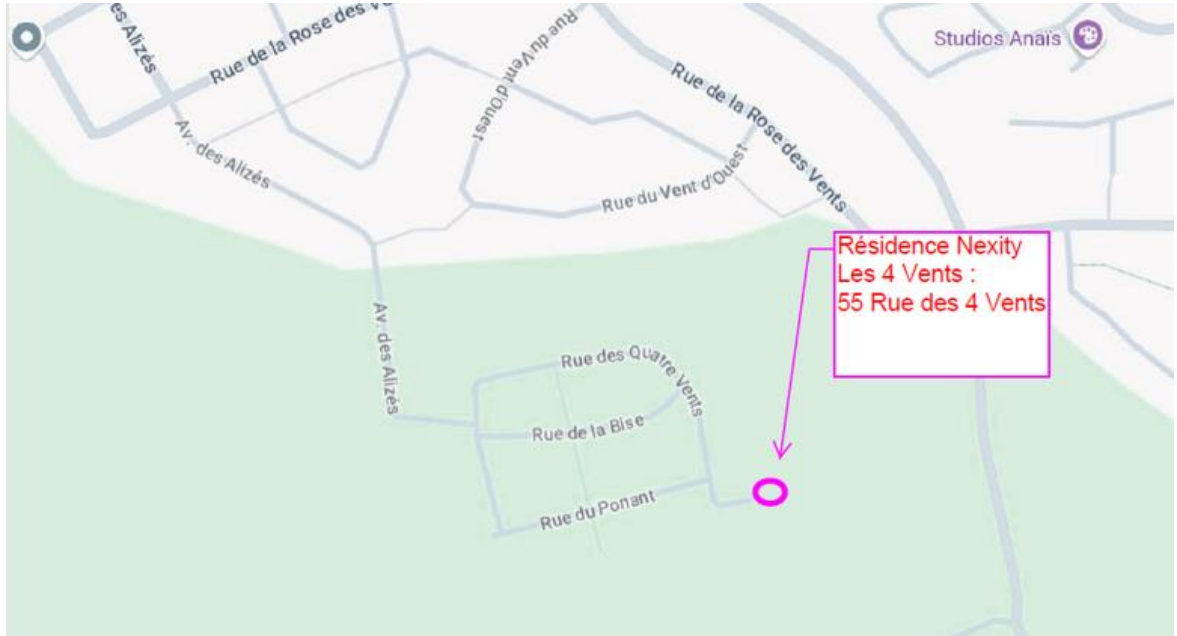 es Alizés
Rue de la Rose des Ve
Rue du Vent d'Ouest
Rue de la Rose des Vents
Studios Anaïs
Av. des Alizés
Rue du Vent d'Ouest
Résidence Nexity
Les 4 Vents :
55 Rue des 4 Vents
Av. des Alizés
Rue des Quatre Vents
Rue de la Bise
Rue du Ponant